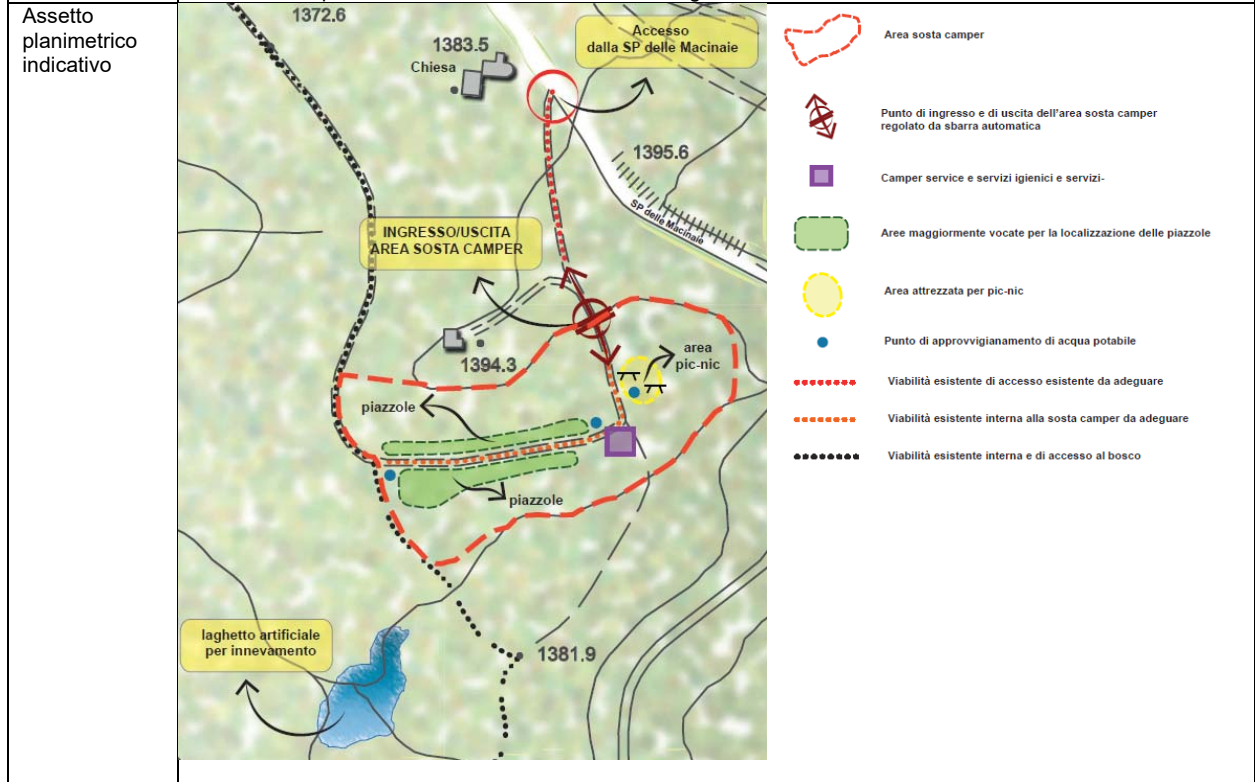 Assetto
planimetrico
indicativo
1372.6
1383.5
Chiesa
Accesso
dalla SP delle Macinaie
1395.6
SP delle Macinaie
INGRESSO/USCITA
AREA SOSTA CAMPER
1394.3
area
pic-nic
piazzole
piazzole
laghetto artificiale
per innevamento
1381.9
Area sosta camper
Punto di ingresso e di uscita dell'area sosta camper
regolato da sbarra automatica
Camper service e servizi igienici e servizi-
Aree maggiormente vocate per la localizzazione delle piazzole
Area attrezzata per pic-nic
Punto di approvvigianamento di acqua potabile
Viabilità esistente di accesso esistente da adeguare
Viabilità esistente interna alla sosta camper da adeguare
Viabilità esistente interna e di accesso al bosco